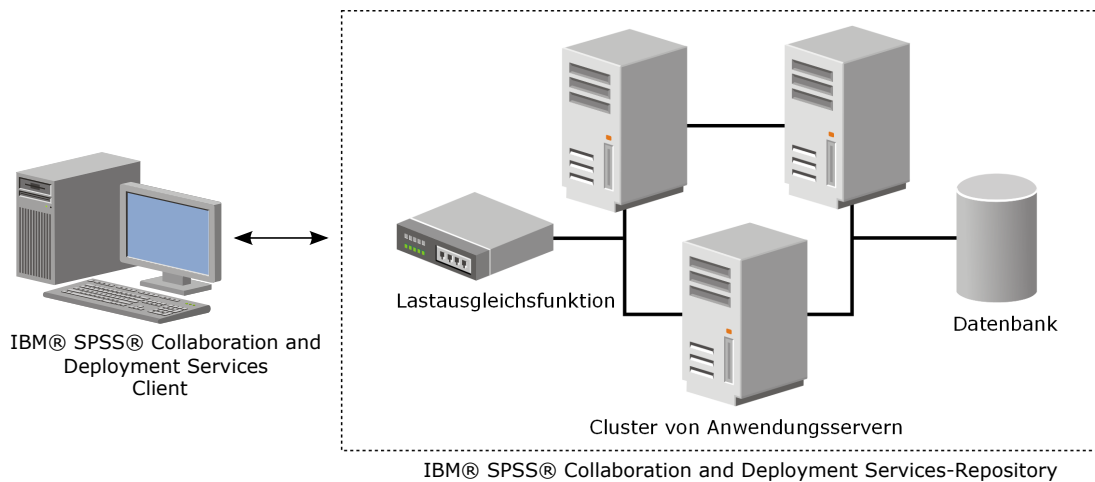 IBM® SPSS® Collaboration and
Deployment Services
Client
Lastausgleichsfunktion
Datenbank
Cluster von Anwendungsservern
IBM® SPSS® Collaboration and Deployment Services-Repository